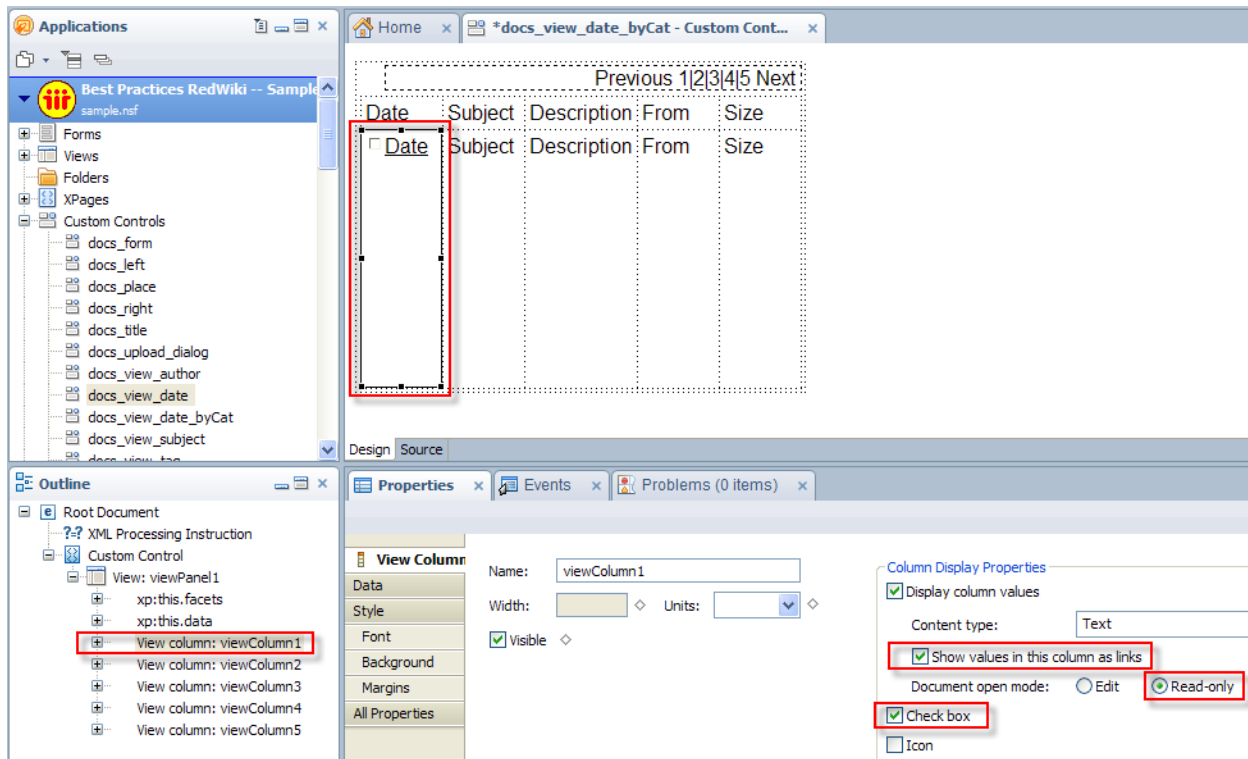 Applications
Best Practices RedWiki -- Sample
sample.nsf
Forms
Views
Folders
XPages
Custom Controls
docs_form
docs_left
docs_place
docs_right
docs_title
docs_upload_dialog
docs_view_author
docs_view_date
docs_view_date_byCat
docs_view_subject
docs_view_tag
Home
*docs_view_date_byCat - Custom Cont...
Previous 1|2|3|4|5 Next
Date Subject Description From Size
Date Subject Description From Size
Design Source
Outline
Root Document
?-? XML Processing Instruction
Custom Control
View: viewPanel1
xp:this.facets
xp:this.data
View column: viewColumn1
View column: viewColumn2
View column: viewColumn3
View column: viewColumn4
View column: viewColumn5
Properties Events Problems (0 items)
View Column
Data
Style
Font
Background
Margins
All Properties
Name: viewColumn1
Width: Units:
Visible
Column Display Properties
Display column values
Content type: Text
Show values in this column as links
Document open mode: Edit Read-only
Check box
Icon